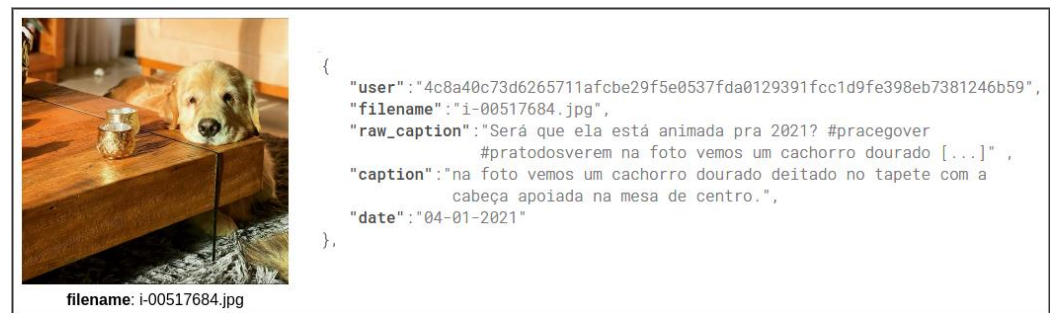 {
"user":"4c8a40c73d6265711afcbe29f5e0537fda0129391fcc1d9fe398eb7381246b59",
"filename":"i-00517684.jpg",
"raw_caption":"Será que ela está animada pra 2021? #pracegover
#pratodosverem na foto vemos um cachorro dourado [...]" ,
"caption":"na foto vemos um cachorro dourado deitado no tapete com a
cabeça apoiada na mesa de centro.",
"date":"04-01-2021"
},
filename: i-00517684.jpg